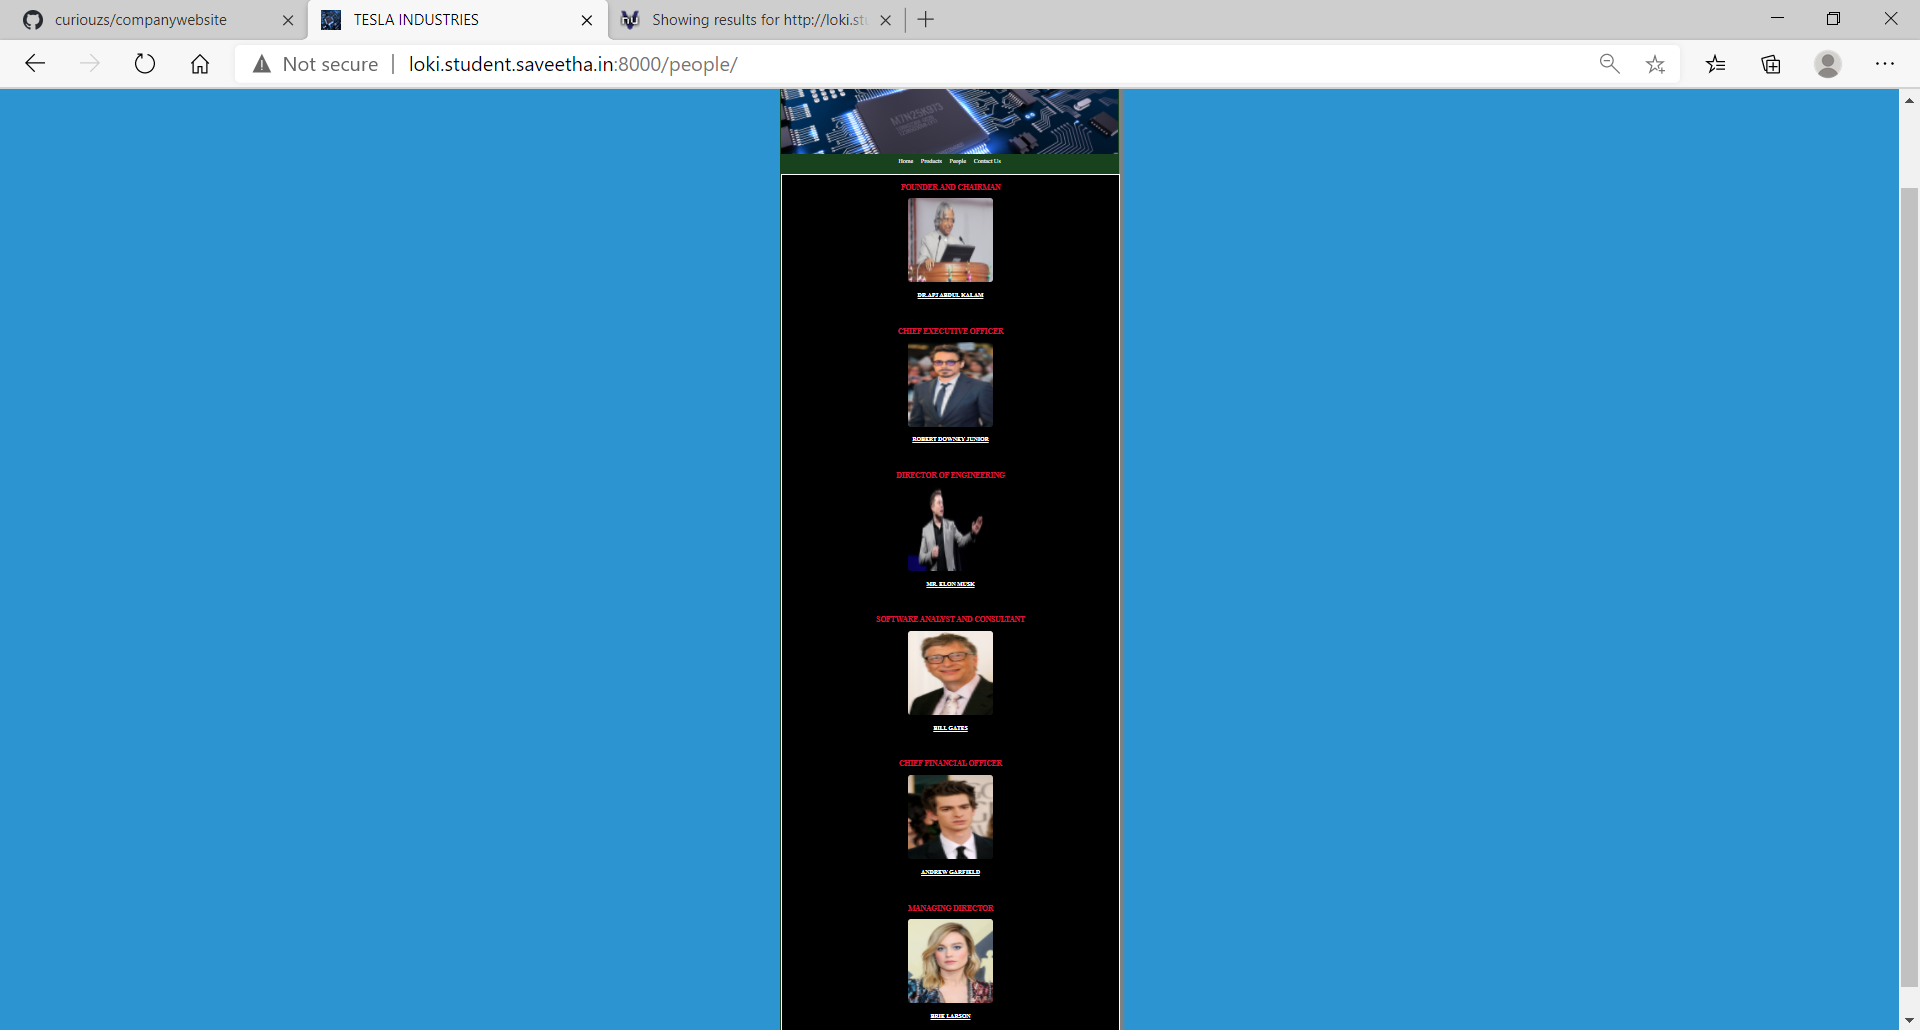 curiouzs/companywebsite
TESLA INDUSTRIES
Showing results for http://loki.st
Not secure
loki.student.saveetha.in:8000/people/
M7N25K973
Home Products People Contact Us
FOUNDER AND CHAIRMAN
DR.APJ ABDUL KALAM
CHIEF EXECUTIVE OFFICER
ROBERT DOWNEY JUNIOR
DIRECTOR OF ENGINEERING
MR. ELON MUSK
SOFTWARE ANALYST AND CONSULTANT
BILL GATES
CHIEF FINANCIAL OFFICER
ANDREW GARFIELD
MANAGING DIRECTOR
BRIE LARSON